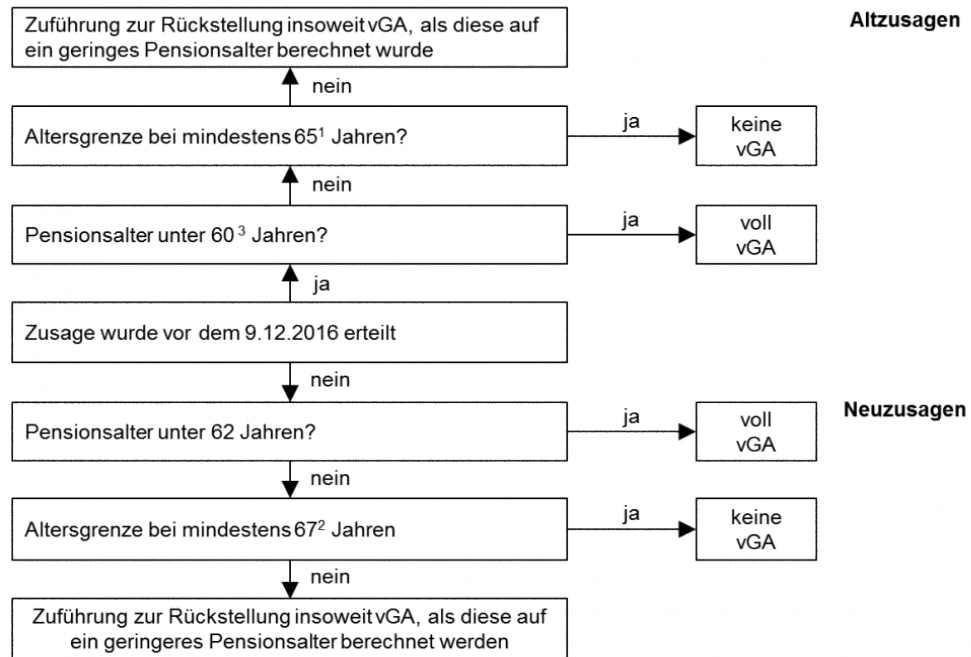 Zuführung zur Rückstellung insoweit vGA, als diese auf
ein geringes Pensionsalter berechnet wurde
Altzusagen
nein
Altersgrenze bei mindestens 65¹ Jahren?
ja
keine
vGA
nein
Pensionsalter unter 60³ Jahren?
ja
voll
vGA
ja
Zusage wurde vor dem 9.12.2016 erteilt
nein
Neuzusagen
Pensionsalter unter 62 Jahren?
ja
voll
vGA
nein
Altersgrenze bei mindestens 67² Jahren
ja
keine
vGA
nein
Zuführung zur Rückstellung insoweit vGA, als diese auf
ein geringeres Pensionsalter berechnet werden